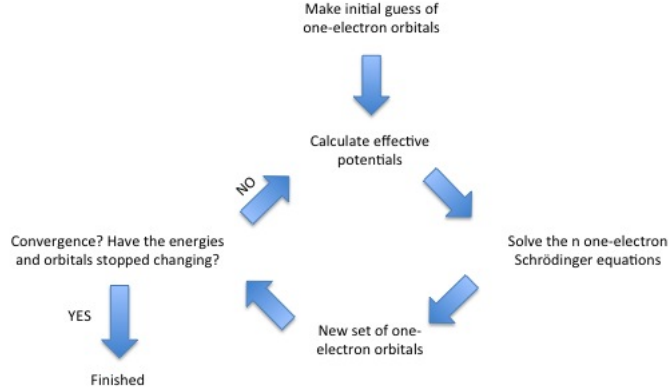 Make initial guess of
one-electron orbitals
Calculate effective
potentials
NO
Convergence? Have the energies
and orbitals stopped changing?
Solve the n one-electron
Schrödinger equations
YES
New set of one-
electron orbitals
Finished